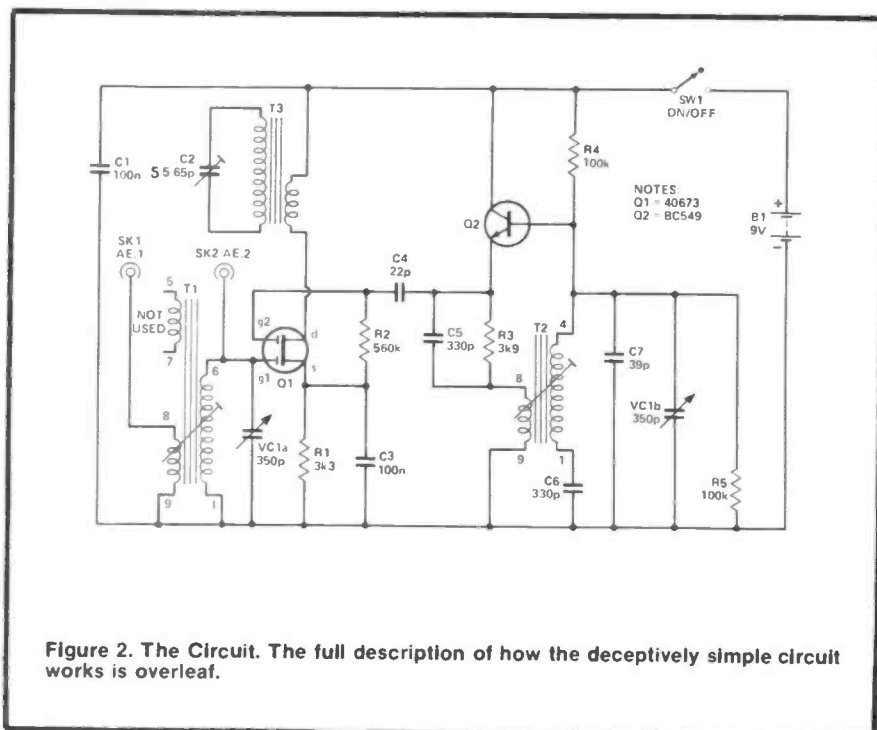 T3
SW1
DN/OFF
C1
100n
C2
S 5 65p
R4
100k
NOTES:
Q1 = 40673
Q2 = BC549
+
B1
9V
−
Q2
SK1
AE.1
SK2 AE.2
C4
22p
5
T1
NOT
USED
7
6
g2
d
g1
s
Q1
R2
560k
C5
330p
R3
3k9
T2
4
8
C7
39p
VC1b
350p
8
VC1a
350p
R1
3k3
C3
100n
9
1
C6
330p
R5
100k
9
1
Figure 2. The Circuit. The full description of how the deceptively simple circuit
works is overleaf.